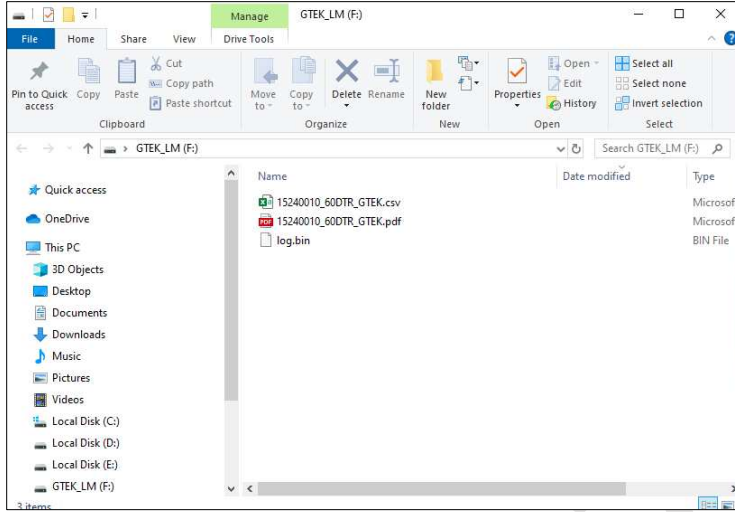 Manage
GTEK_LM (F:)
File
Home
Share
View
Drive Tools
Pin to Quick access
Copy
Paste
Cut
Copy path
Paste shortcut
Clipboard
Move to
Copy to
Delete
Rename
Organize
New folder
New
Properties
Open
Edit
History
Open
Select all
Select none
Invert selection
Select
GTEK_LM (F:)
Search GTEK_LM (F:)
Name
Date modified
Type
Quick access
OneDrive
This PC
3D Objects
Desktop
Documents
Downloads
Music
Pictures
Videos
Local Disk (C:)
Local Disk (D:)
Local Disk (E:)
GTEK_LM (F:)
15240010_60DTR_GTEK.csv
Microsof
15240010_60DTR_GTEK.pdf
Microsof
log.bin
BIN File
3 items